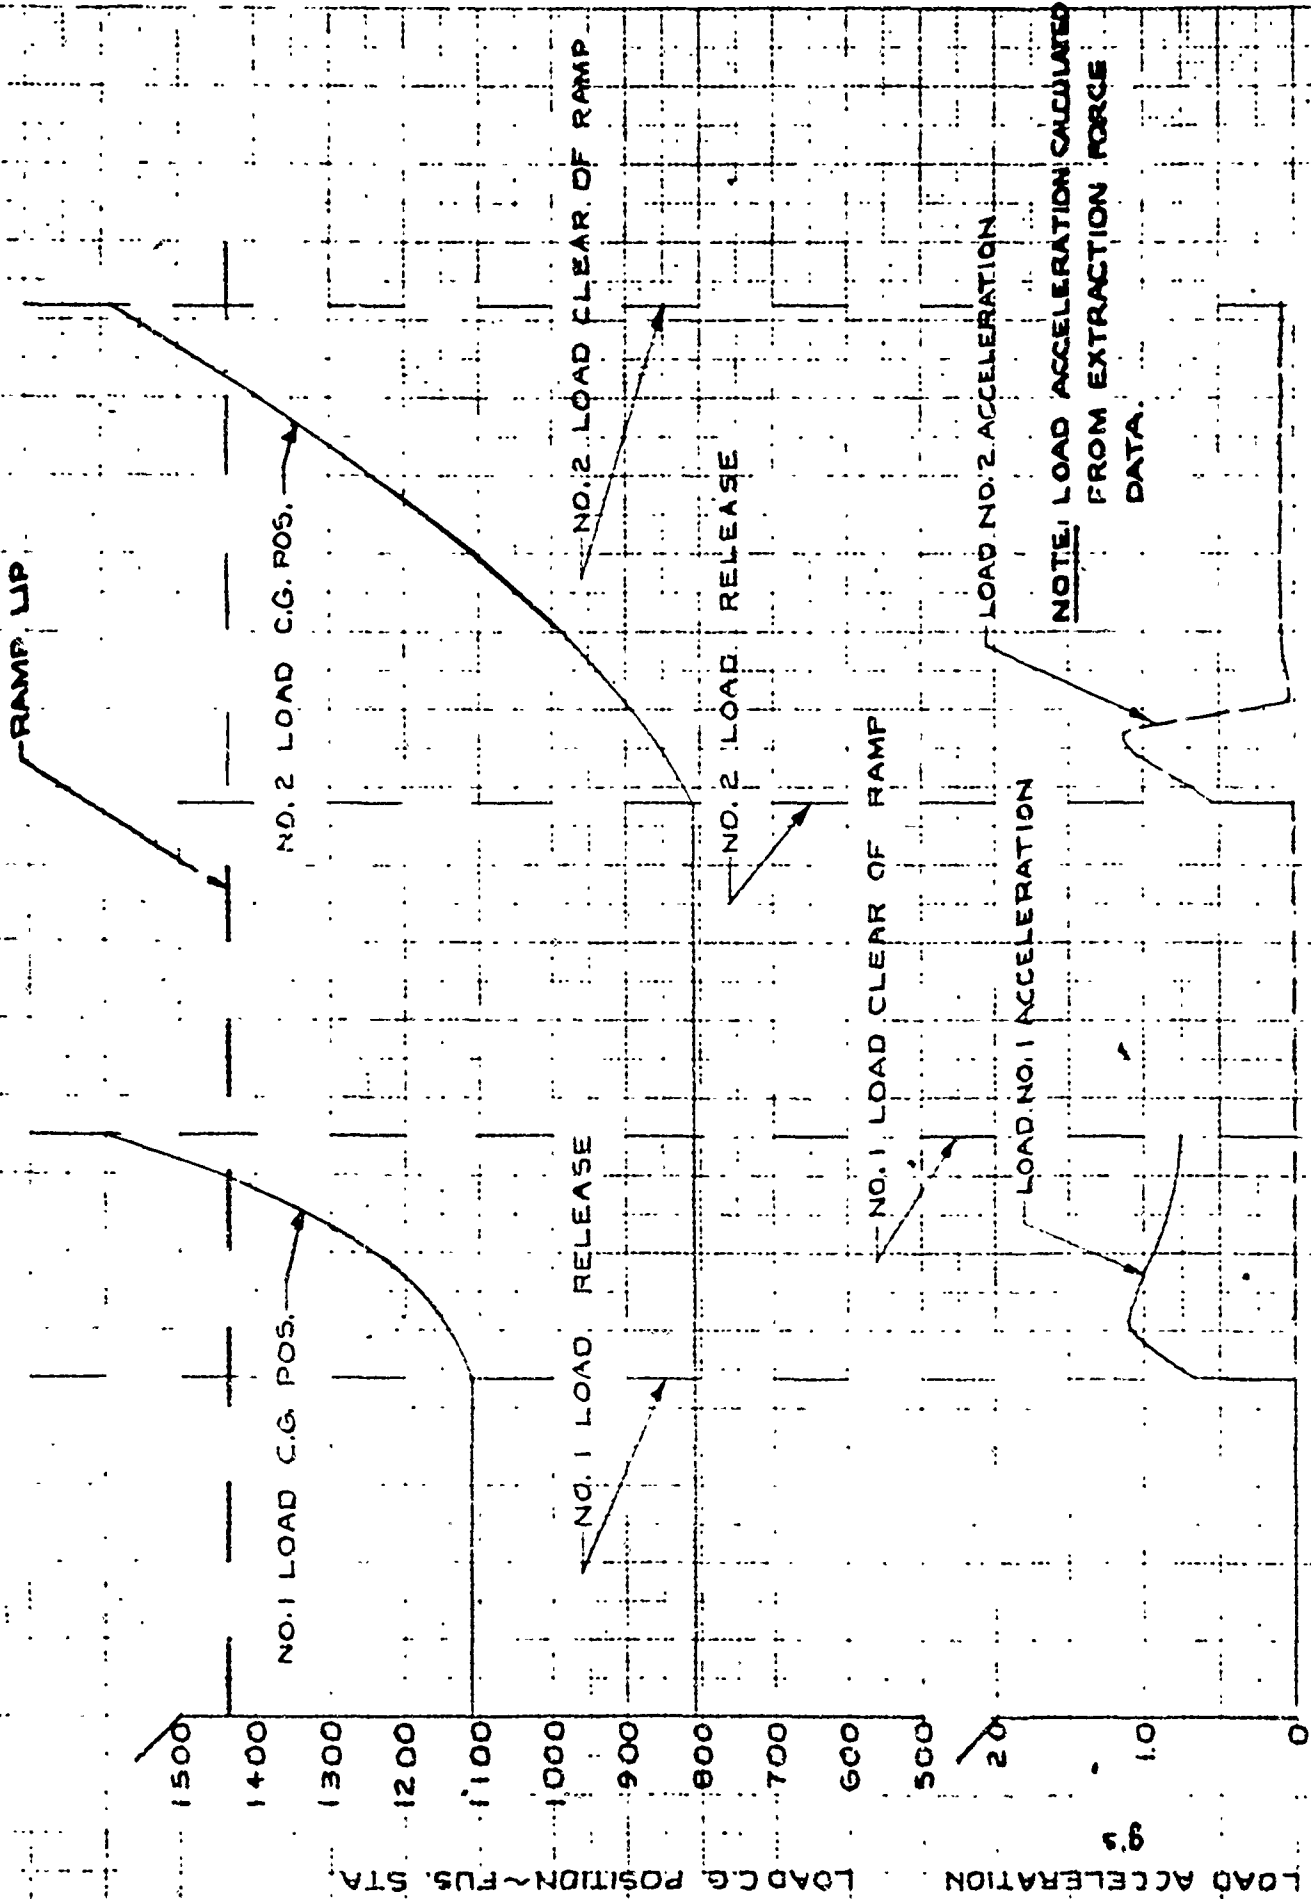 RAMP UP
NO. 1 LOAD C.G. POS.
NO. 2 LOAD C.G. POS.
NO. 1 LOAD RELEASE
NO. 2 LOAD CLEAR OF RAMP
NO. 2 LOAD RELEASE
NO. 1 LOAD CLEAR OF RAMP
LOAD NO. 1 ACCELERATION
LOAD NO. 2 ACCELERATION
NOTE: LOAD ACCELERATION CALCULATED
FROM EXTRACTION FORCE
DATA.
1500
1400
1300
1200
1100
1000
900
800
700
600
500
2.0
1.0
0
LOAD C.G. POSITION ~ FUS. STA.
LOAD ACCELERATION
g's